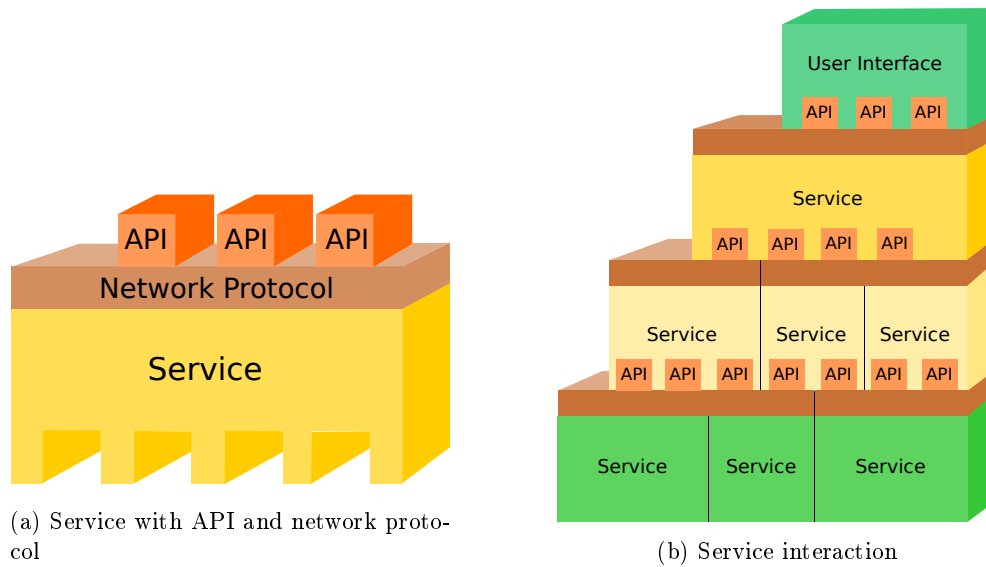 API API API
Network Protocol
Service
(a) Service with API and network proto-
col
User Interface
API API API
Service
API API API API
Service Service Service
API API API API API API API
Service Service Service
(b) Service interaction